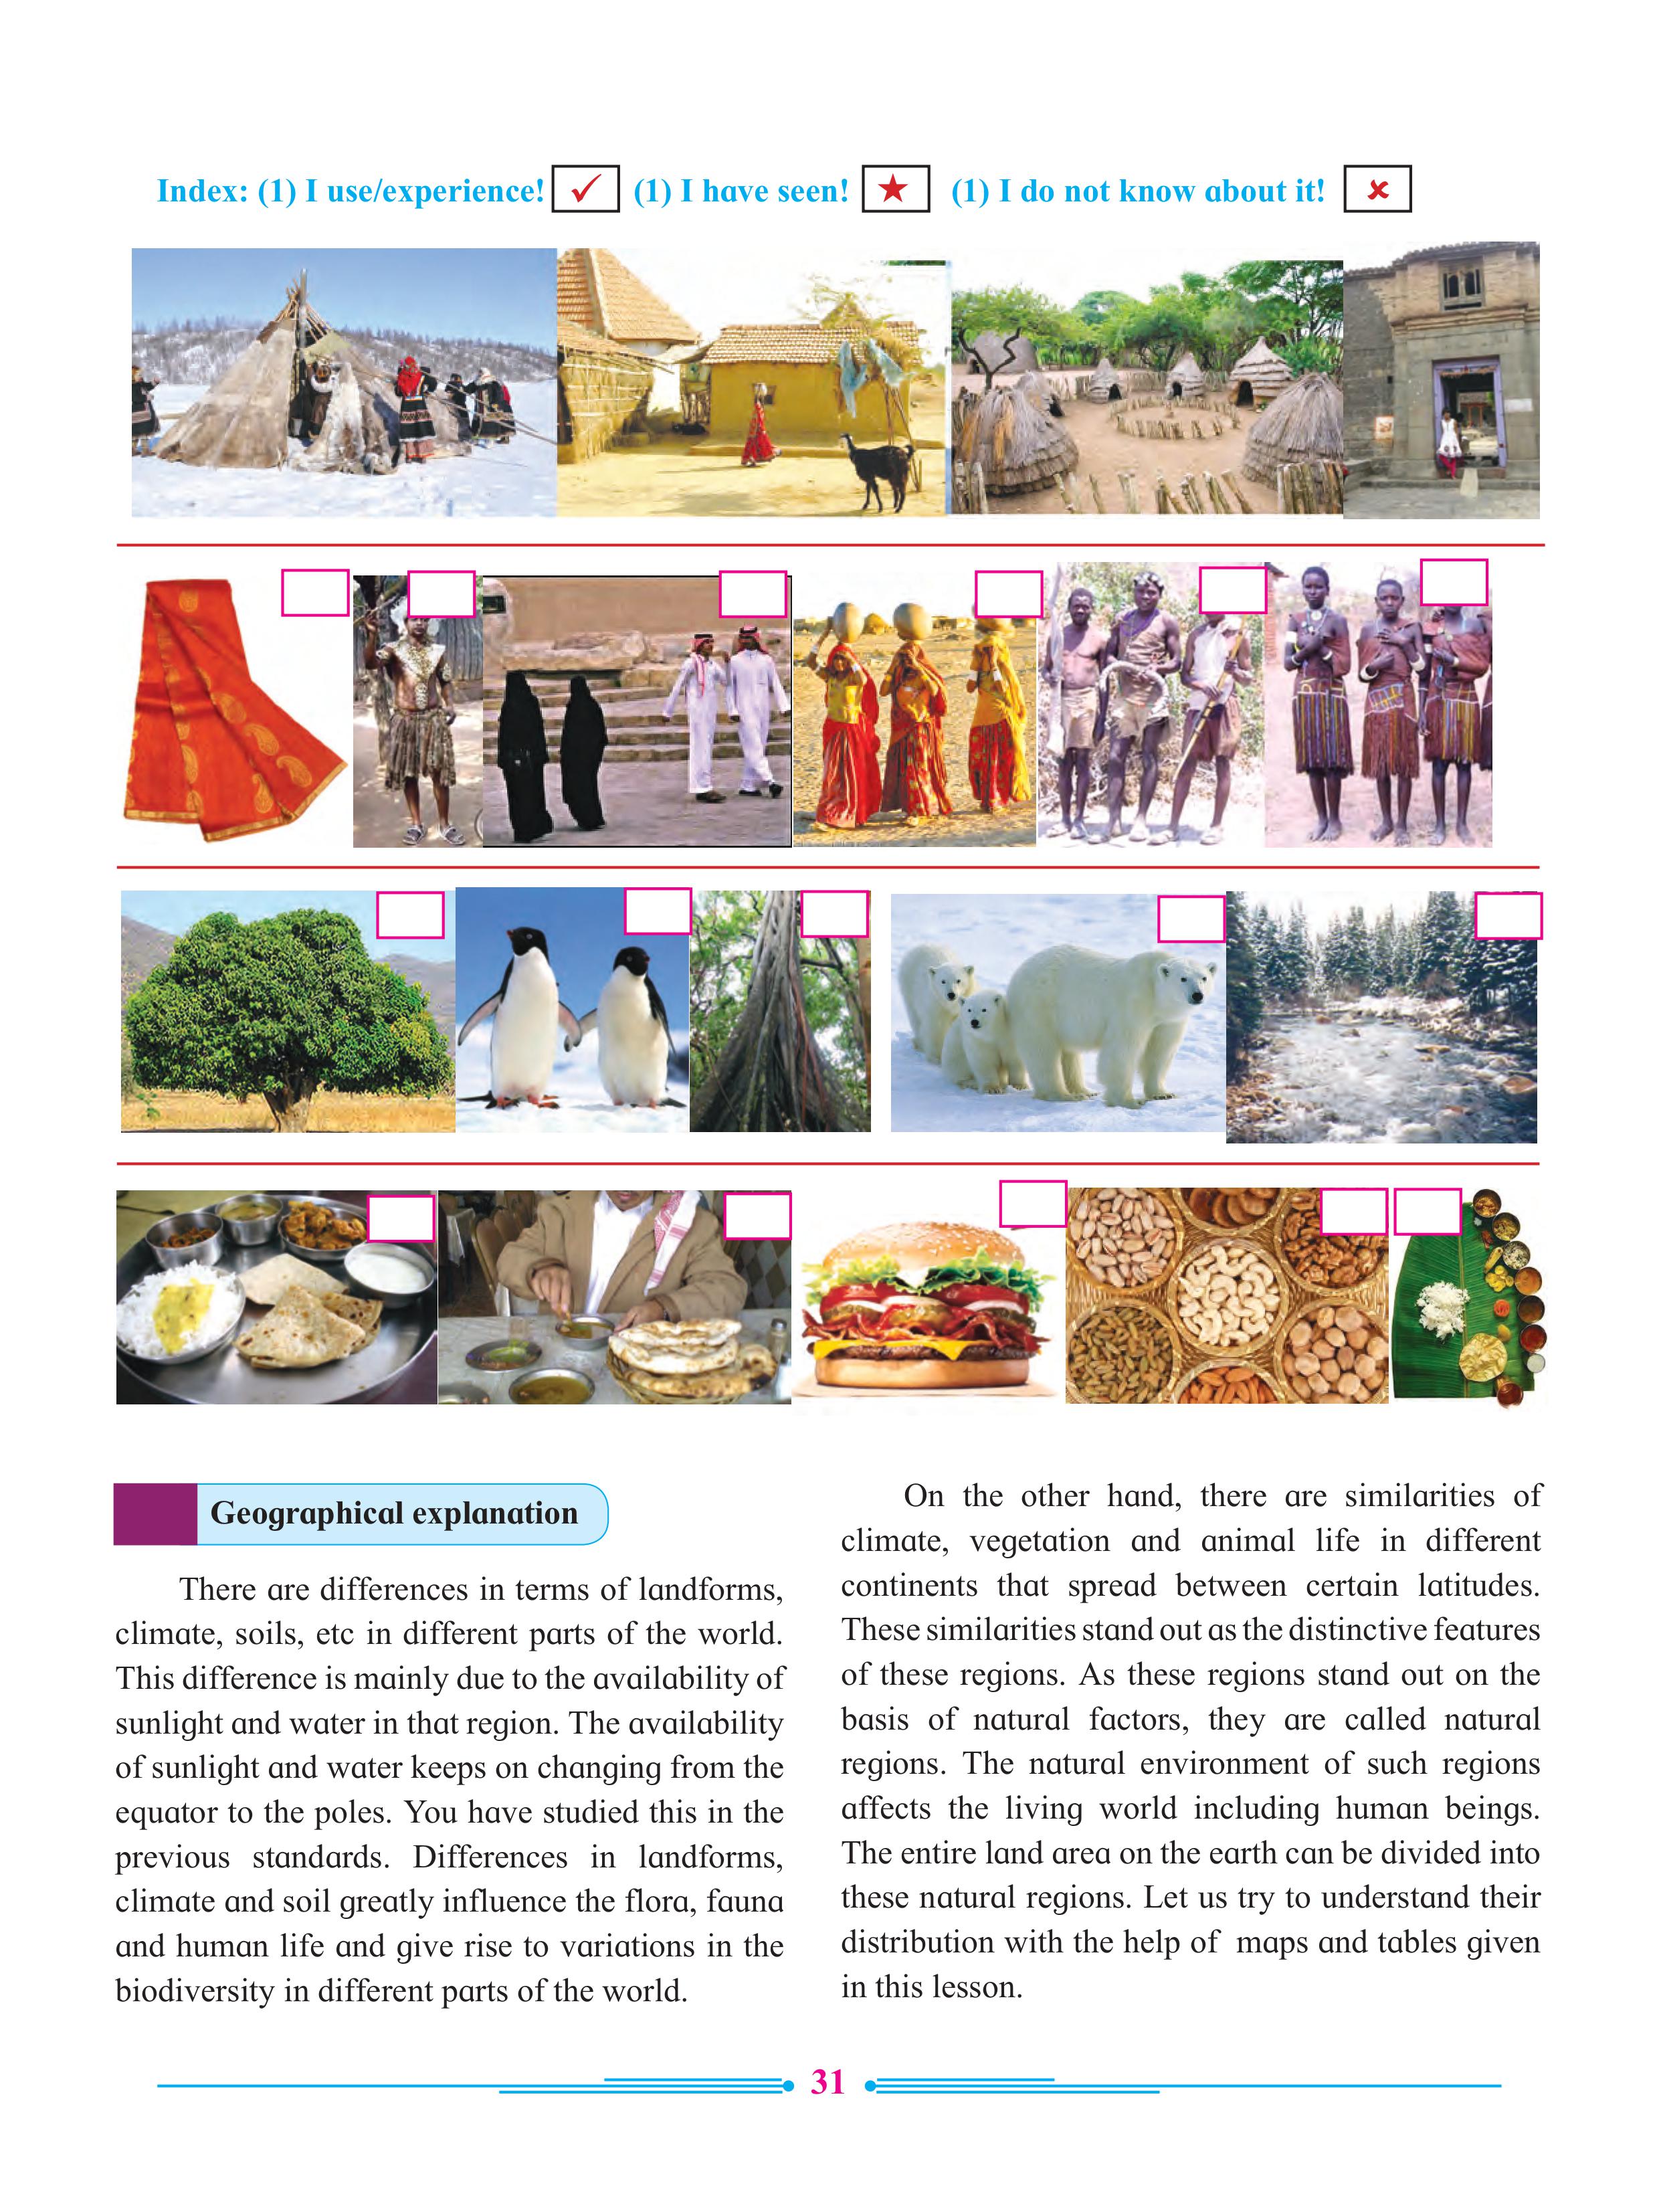 Index: (1) I use/experience! ✓ (1) I have seen! ★ (1) I do not know about it! ✘
Geographical explanation
There are differences in terms of landforms,
climate, soils, etc in different parts of the world.
This difference is mainly due to the availability of
sunlight and water in that region. The availability
of sunlight and water keeps on changing from the
equator to the poles. You have studied this in the
previous standards. Differences in landforms,
climate and soil greatly influence the flora, fauna
and human life and give rise to variations in the
biodiversity in different parts of the world.
On the other hand, there are similarities of
climate, vegetation and animal life in different
continents that spread between certain latitudes.
These similarities stand out as the distinctive features
of these regions. As these regions stand out on the
basis of natural factors, they are called natural
regions. The natural environment of such regions
affects the living world including human beings.
The entire land area on the earth can be divided into
these natural regions. Let us try to understand their
distribution with the help of maps and tables given
in this lesson.
31